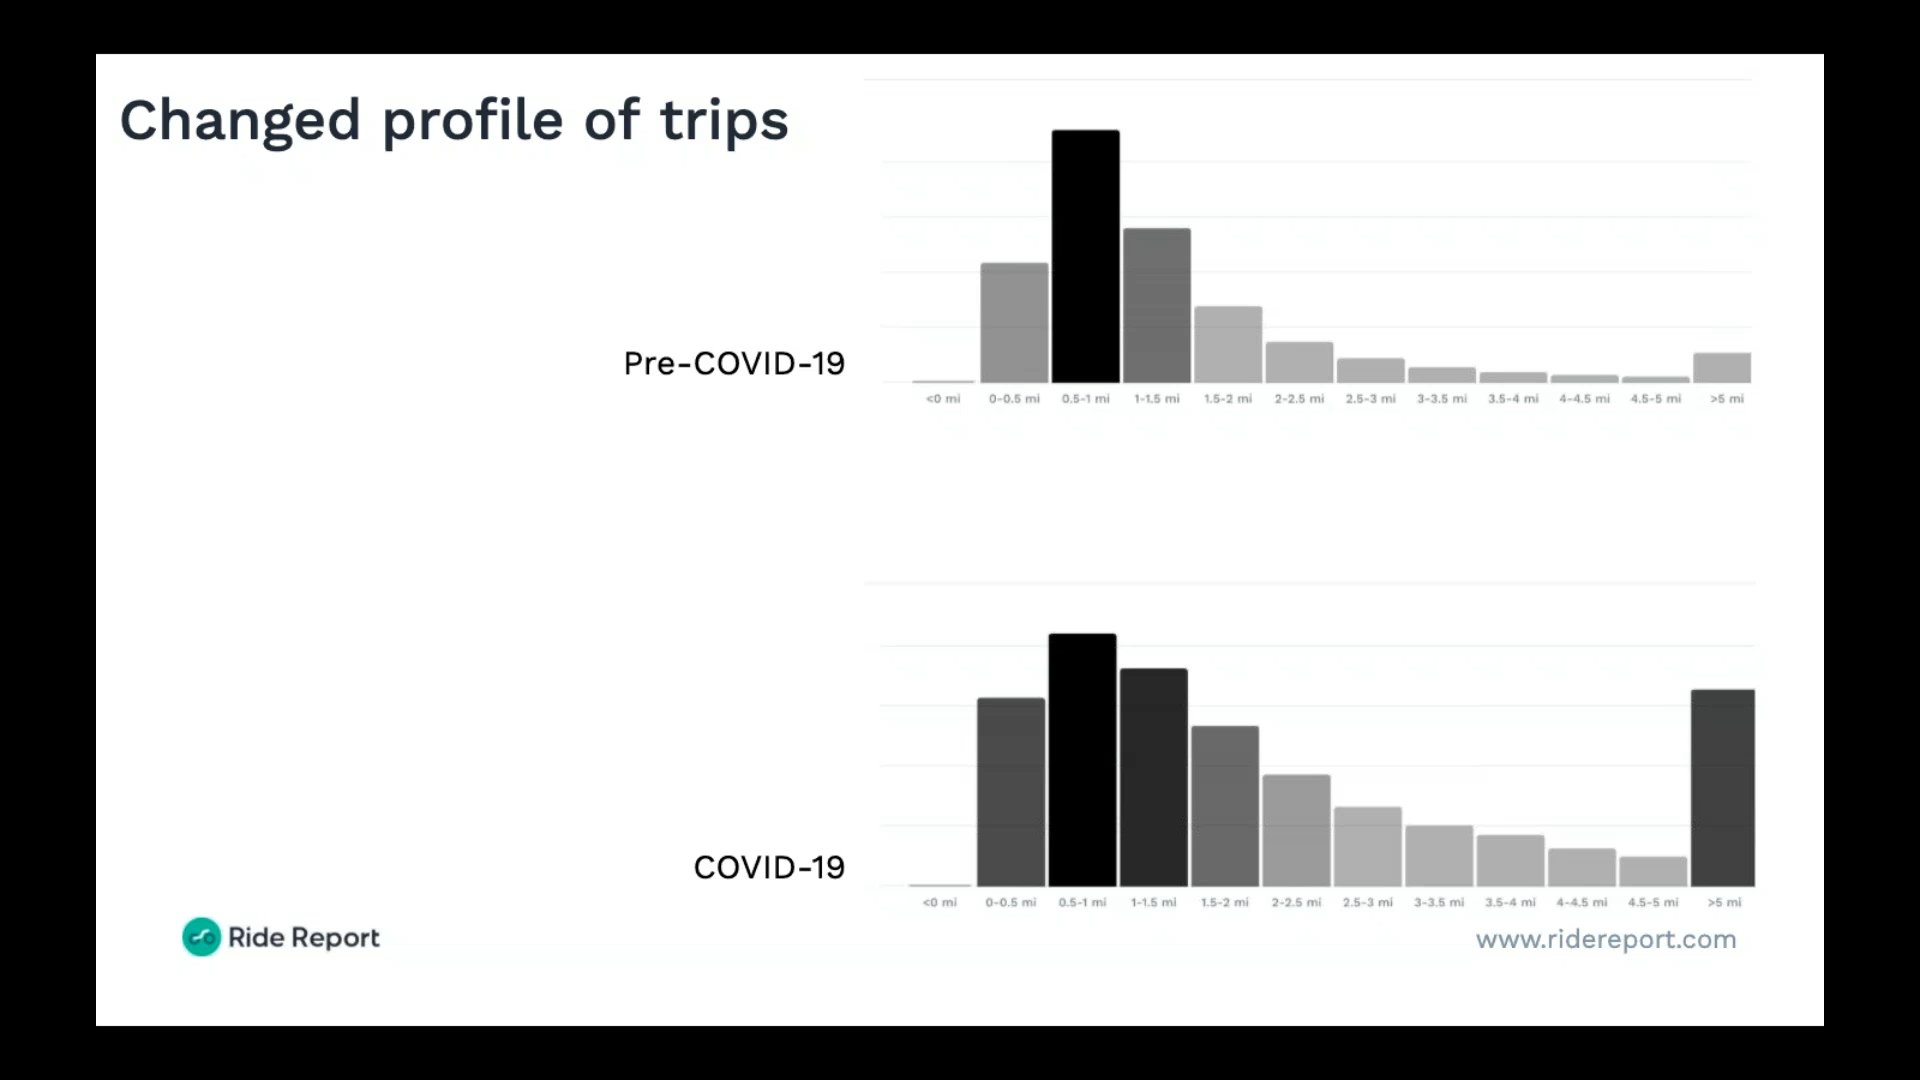 Changed profile of trips
Pre-COVID-19
<0 mi 0-0.5 mi 0.5-1 mi 1-1.5 mi 1.5-2 mi 2-2.5 mi 2.5-3 mi 3-3.5 mi 3.5-4 mi 4-4.5 mi 4.5-5 mi >5 mi
COVID-19
<0 mi 0-0.5 mi 0.5-1 mi 1-1.5 mi 1.5-2 mi 2-2.5 mi 2.5-3 mi 3-3.5 mi 3.5-4 mi 4-4.5 mi 4.5-5 mi >5 mi
Ride Report
www.ridereport.com